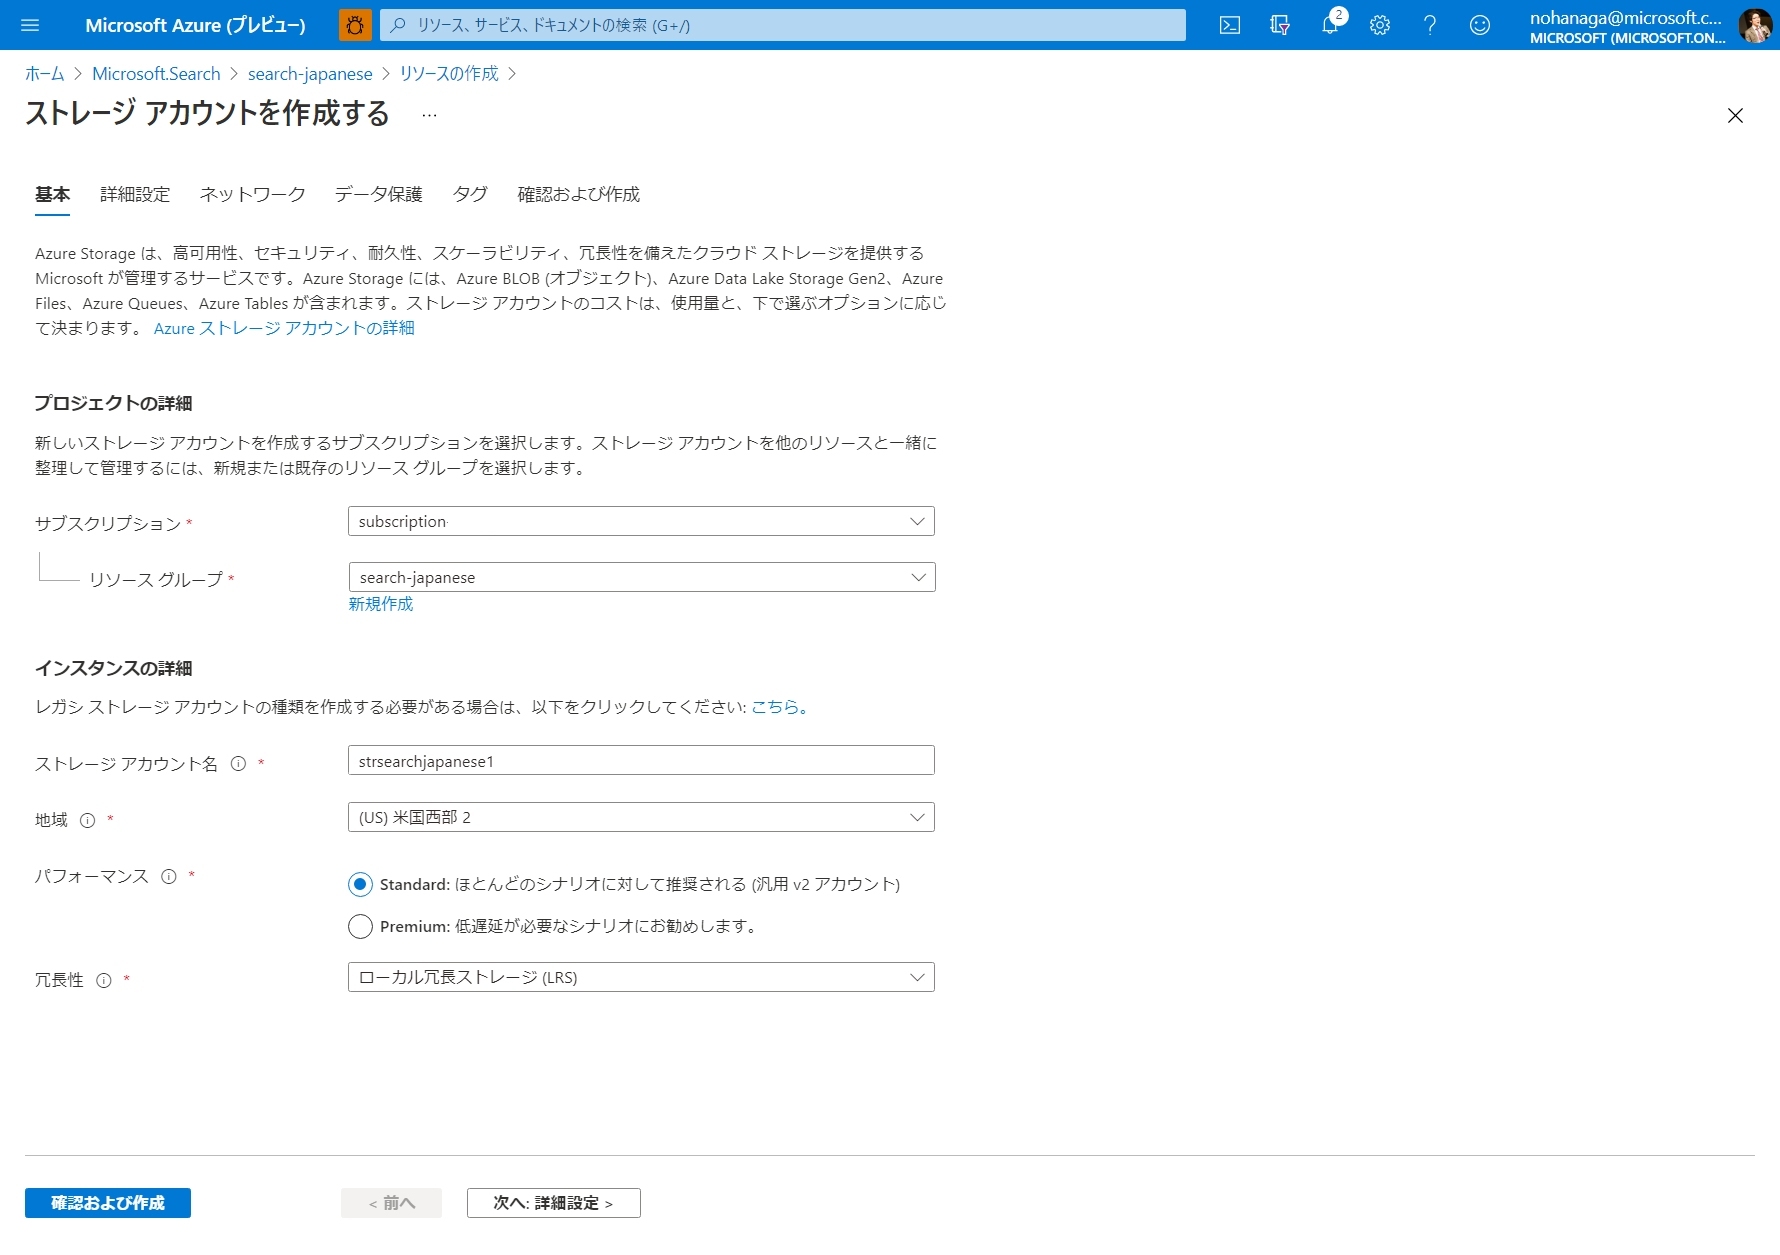 Microsoft Azure (プレビュー)
リソース、サービス、ドキュメントの検索 (G+/)
2
nohanaga@microsoft.c...
MICROSOFT (MICROSOFT.ON...
ホーム > Microsoft.Search > search-japanese > リソースの作成 >
ストレージ アカウントを作成する ...
基本 詳細設定 ネットワーク データ保護 タグ 確認および作成
Azure Storage は、高可用性、セキュリティ、耐久性、スケーラビリティ、冗長性を備えたクラウド ストレージを提供する
Microsoft が管理するサービスです。Azure Storage には、Azure BLOB (オブジェクト)、Azure Data Lake Storage Gen2、Azure
Files、Azure Queues、Azure Tables が含まれます。ストレージ アカウントのコストは、使用量と、下で選ぶオプションに応じ
て決まります。 Azure ストレージ アカウントの詳細
プロジェクトの詳細
新しいストレージ アカウントを作成するサブスクリプションを選択します。ストレージ アカウントを他のリソースと一緒に
整理して管理するには、新規または既存のリソース グループを選択します。
サブスクリプション * subscription
リソース グループ * search-japanese
新規作成
インスタンスの詳細
レガシ ストレージ アカウントの種類を作成する必要がある場合は、以下をクリックしてください: こちら。
ストレージ アカウント名 * strsearchjapanese1
地域 * (US) 米国西部 2
パフォーマンス * Standard: ほとんどのシナリオに対して推奨される (汎用 v2 アカウント)
Premium: 低遅延が必要なシナリオにお勧めします。
冗長性 * ローカル冗長ストレージ (LRS)
確認および作成 < 前へ 次へ: 詳細設定 >